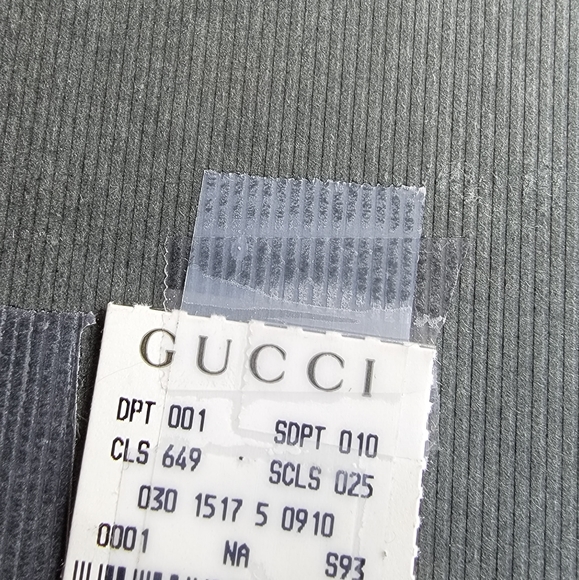 GUCCI
DPT 001 SDPT 010
CLS 649 SCLS 025
030 1517 5 0910
0001 NA S93